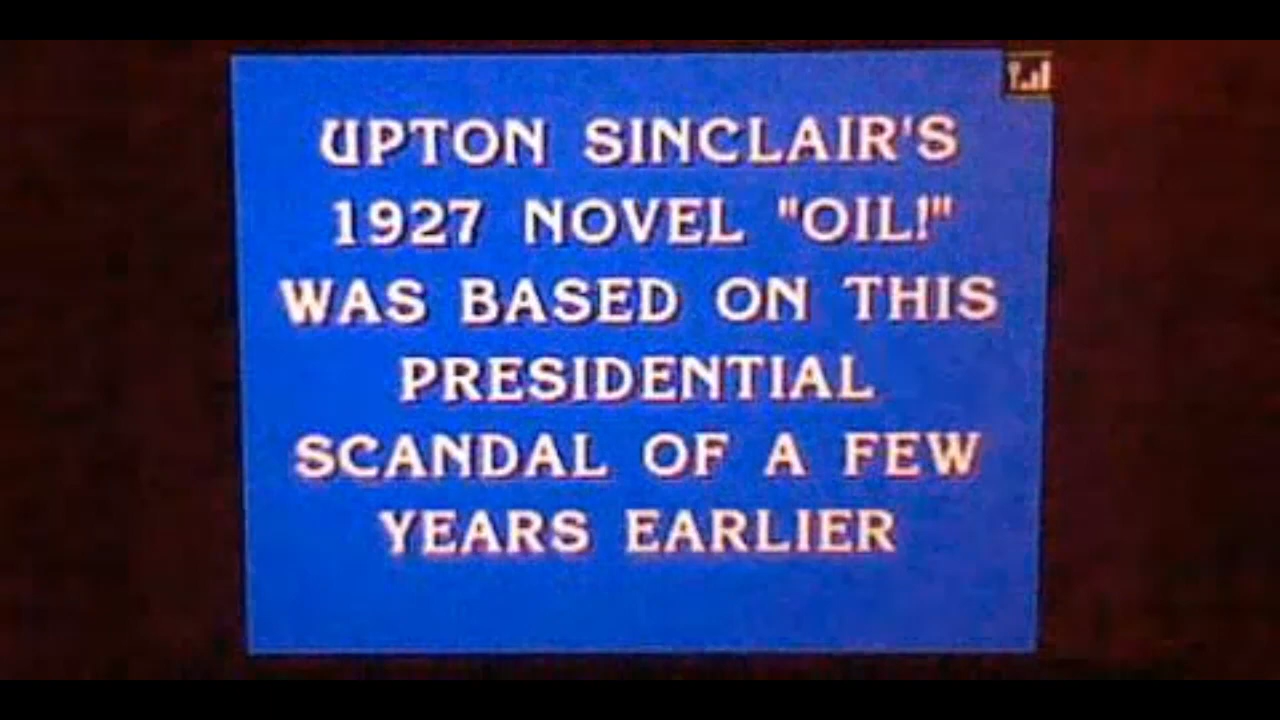 UPTON SINCLAIR'S
1927 NOVEL "OIL!"
WAS BASED ON THIS
PRESIDENTIAL
SCANDAL OF A FEW
YEARS EARLIER